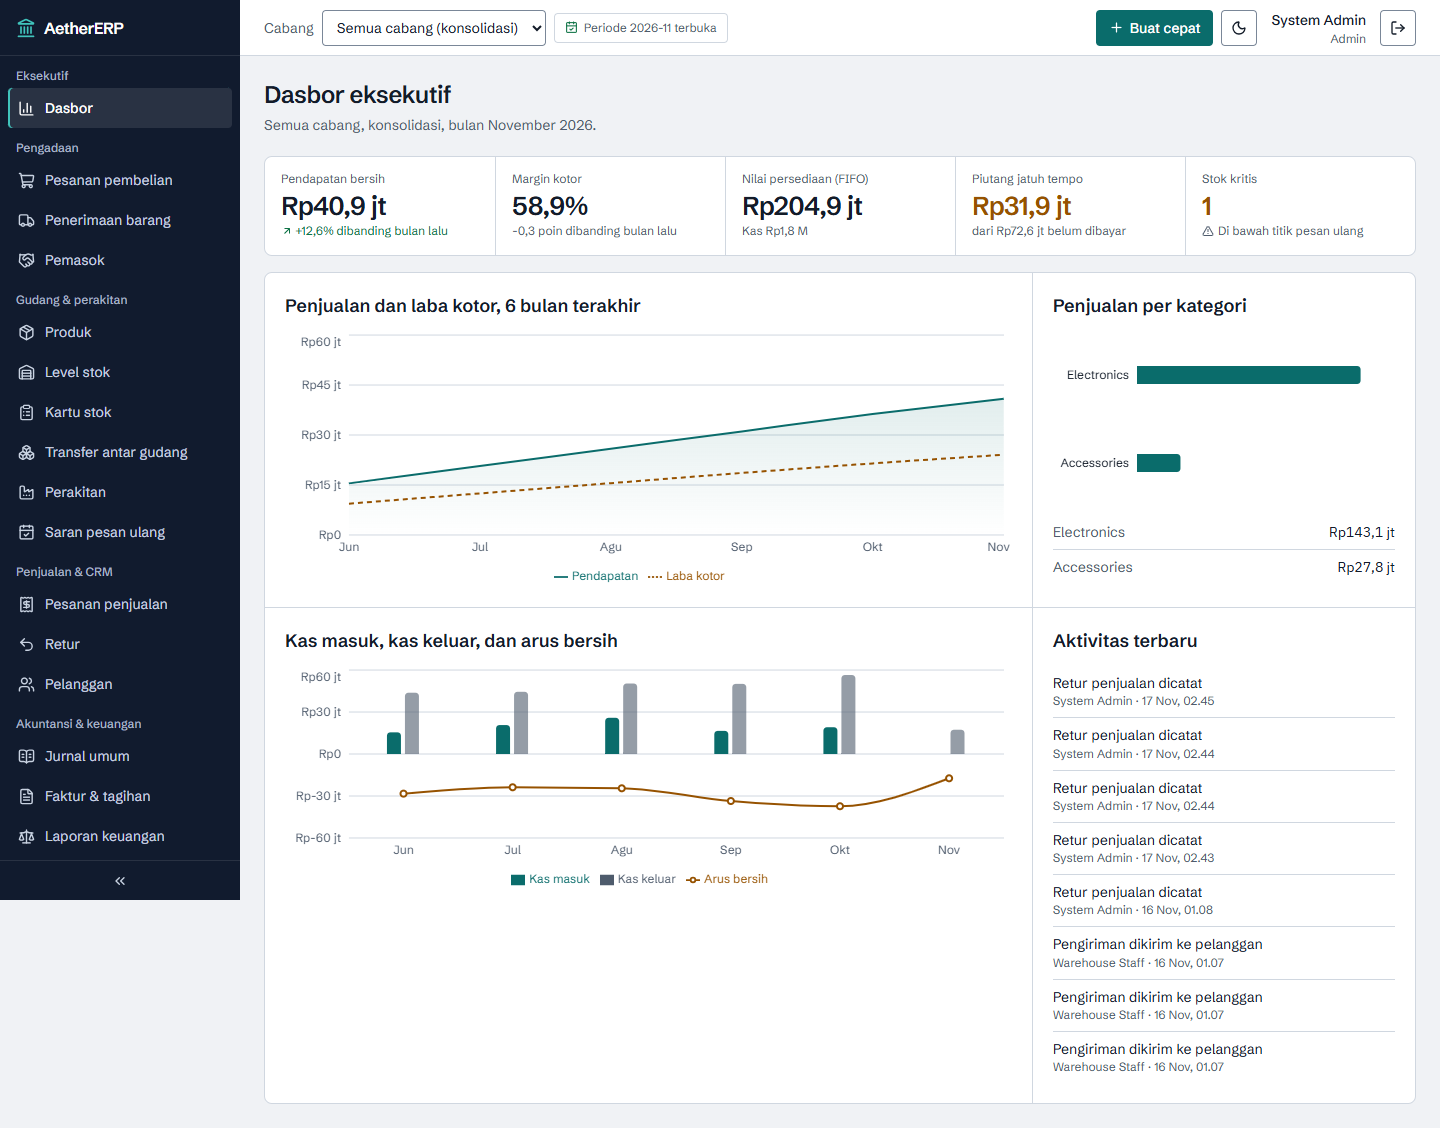 AetherERP
Eksekutif
Dasbor
Pengadaan
Pesanan pembelian
Penerimaan barang
Pemasok
Gudang & perakitan
Produk
Level stok
Kartu stok
Transfer antar gudang
Perakitan
Saran pesan ulang
Penjualan & CRM
Pesanan penjualan
Retur
Pelanggan
Akuntansi & keuangan
Jurnal umum
Faktur & tagihan
Laporan keuangan
Cabang Semua cabang (konsolidasi) Periode 2026-11 terbuka
Buat cepat
System Admin
Admin
Dasbor eksekutif
Semua cabang, konsolidasi, bulan November 2026.
Pendapatan bersih
Rp40,9 jt
+12,6% dibanding bulan lalu
Margin kotor
58,9%
-0,3 poin dibanding bulan lalu
Nilai persediaan (FIFO)
Rp204,9 jt
Kas Rp1,8 M
Piutang jatuh tempo
Rp31,9 jt
dari Rp72,6 jt belum dibayar
Stok kritis
1
Di bawah titik pesan ulang
Penjualan dan laba kotor, 6 bulan terakhir
Rp60 jt
Rp45 jt
Rp30 jt
Rp15 jt
Rp0
Jun Jul Agu Sep Okt Nov
Pendapatan Laba kotor
Penjualan per kategori
Electronics
Accessories
Electronics Rp143,1 jt
Accessories Rp27,8 jt
Kas masuk, kas keluar, dan arus bersih
Rp60 jt
Rp30 jt
Rp0
Rp-30 jt
Rp-60 jt
Jun Jul Agu Sep Okt Nov
Kas masuk Kas keluar Arus bersih
Aktivitas terbaru
Retur penjualan dicatat
System Admin · 17 Nov, 02.45
Retur penjualan dicatat
System Admin · 17 Nov, 02.44
Retur penjualan dicatat
System Admin · 17 Nov, 02.44
Retur penjualan dicatat
System Admin · 17 Nov, 02.43
Retur penjualan dicatat
System Admin · 16 Nov, 01.08
Pengiriman dikirim ke pelanggan
Warehouse Staff · 16 Nov, 01.07
Pengiriman dikirim ke pelanggan
Warehouse Staff · 16 Nov, 01.07
Pengiriman dikirim ke pelanggan
Warehouse Staff · 16 Nov, 01.07